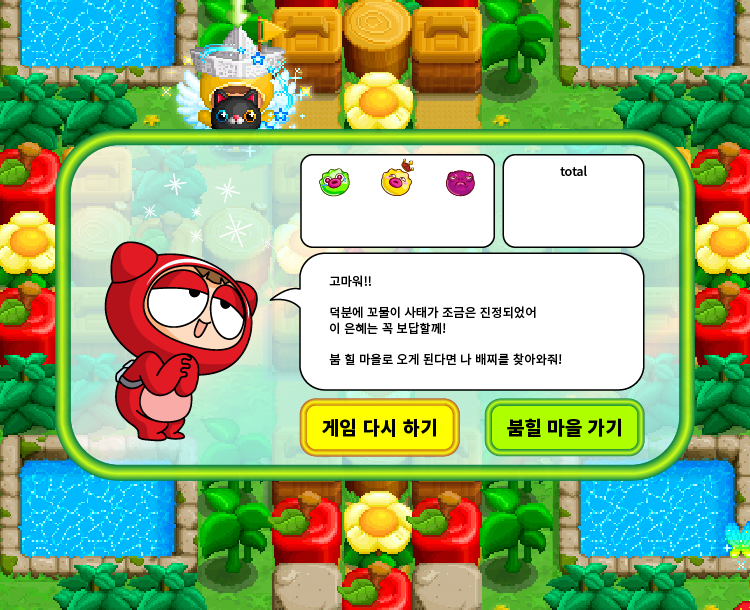 total
고마워!!
덕분에 꼬물이 사태가 조금은 진정되었어
이 은혜는 꼭 보답할께!
붐 힐 마을로 오게 된다면 나 배찌를 찾아와줘!
게임 다시 하기
붐힐 마을 가기